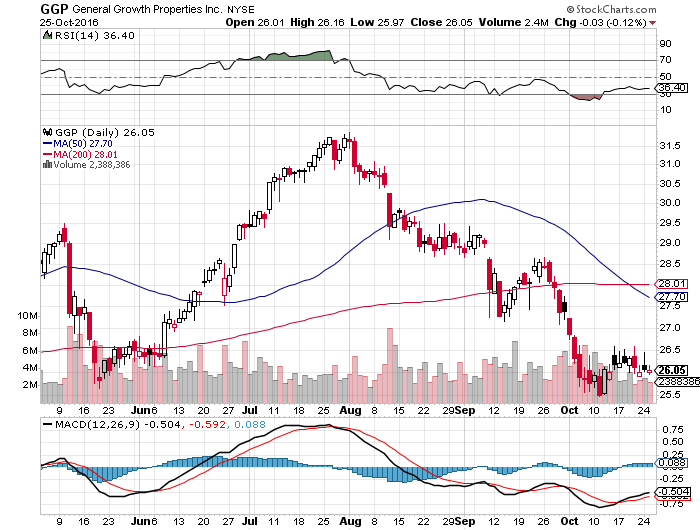 GGP General Growth Properties Inc. NYSE
© StockCharts.com
25-Oct-2016 Open 26.01 High 26.16 Low 25.97 Close 26.05 Volume 2.4M Chg -0.03 (-0.12%)
RSI(14) 36.40
90
70
50
36.40
30
10
GGP (Daily) 26.05
MA(50) 27.70
MA(200) 28.01
Volume 2,388,386
31.5
31.0
30.5
30.0
29.5
29.0
28.5
28.01
27.70
27.0
26.5
26.05
2388386
25.5
10M
8M
6M
4M
2M
9 16 23 Jun6 13 20 27 Jul 11 18 25 Aug 8 15 22 29 Sep 12 19 26 Oct 10 17 24
MACD(12,26,9) -0.504, -0.592, 0.088
0.75
0.50
0.25
0.088
-0.25
-0.504
-0.75
9 16 23 Jun6 13 20 27 Jul 11 18 25 Aug 8 15 22 29 Sep 12 19 26 Oct 10 17 24